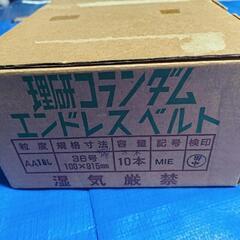 理研コランダム
エンドレスベルト
粒度 規格寸法 容量 記号 検印
36号
100×915mm
10本 MIE
湿気厳禁